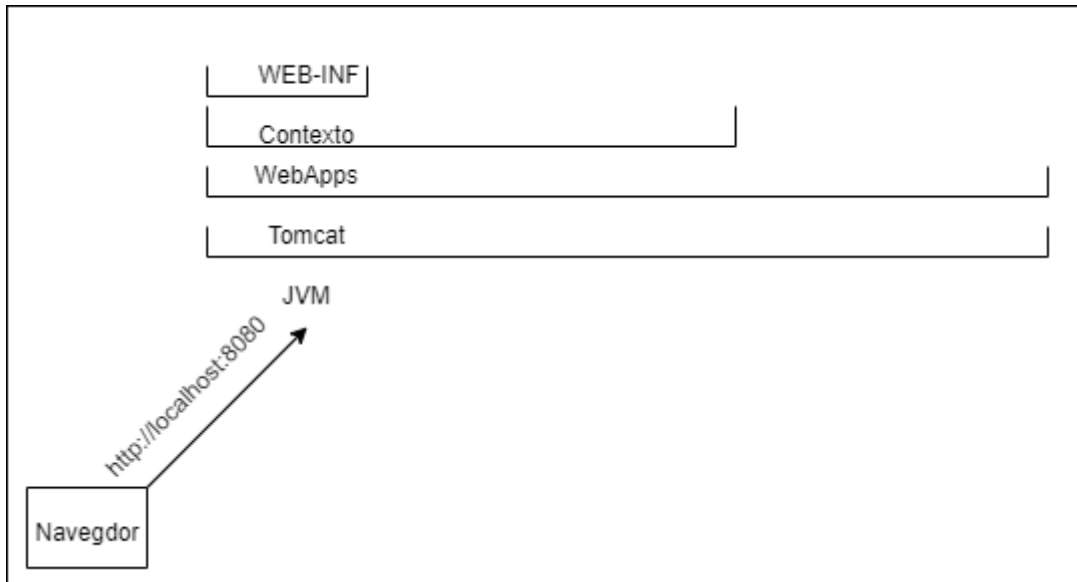 WEB-INF
Contexto
WebApps
Tomcat
JVM
http://localhost:8080
Navegdor